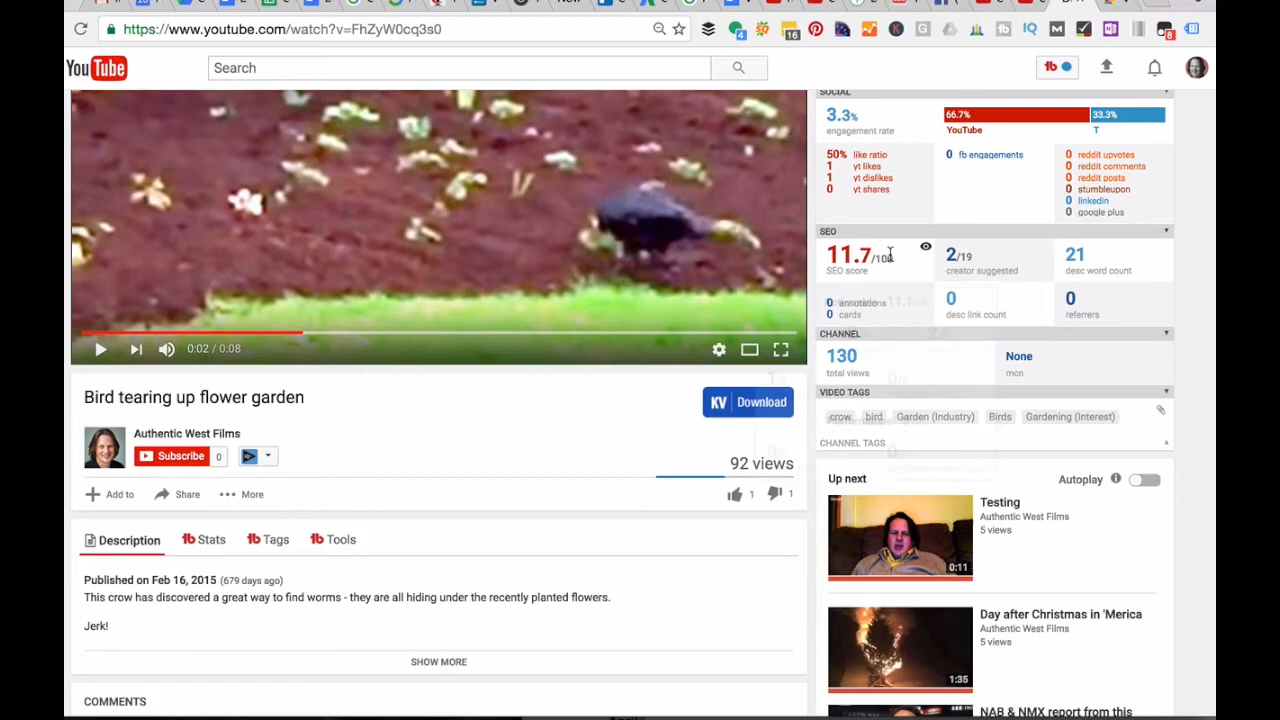 https://www.youtube.com/watch?v=FhZyW0cq3s0
4
16
8
YouTube
Search
tb
SOCIAL
3.3%
engagement rate
66.7%
33.3%
YouTube
T
50% like ratio
1 yt likes
1 yt dislikes
0 yt shares
0 fb engagements
0 reddit upvotes
0 reddit comments
0 reddit posts
0 stumbleupon
0 linkedin
0 google plus
SEO
11.7/100
SEO score
2/19
creator suggested
21
desc word count
0 annotations
0 cards
0
desc link count
0
referrers
CHANNEL
130
total views
None
mcn
VIDEO TAGS
crow bird Garden (Industry) Birds Gardening (Interest)
CHANNEL TAGS
0:02 / 0:08
Bird tearing up flower garden
KV Download
Authentic West Films
Subscribe 0
92 views
Add to Share More
1 1
Description tb Stats tb Tags tb Tools
Published on Feb 16, 2015 (679 days ago)
This crow has discovered a great way to find worms - they are all hiding under the recently planted flowers.
Jerk!
SHOW MORE
COMMENTS
Up next
Autoplay
Testing
Authentic West Films
5 views
0:11
Day after Christmas in 'Merica
Authentic West Films
5 views
1:35
NAB & NMX report from this